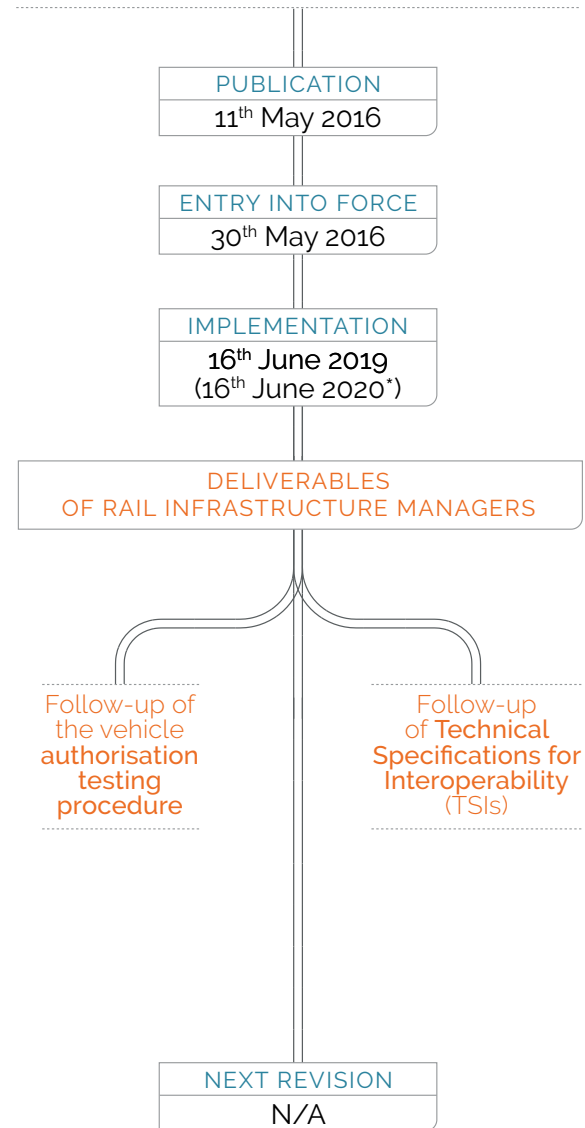 PUBLICATION
11th May 2016
ENTRY INTO FORCE
30th May 2016
IMPLEMENTATION
16th June 2019
(16th June 2020*)
DELIVERABLES
OF RAIL INFRASTRUCTURE MANAGERS
Follow-up of
the vehicle
authorisation
testing
procedure
Follow-up
of Technical
Specifications for
Interoperability
(TSIs)
NEXT REVISION
N/A